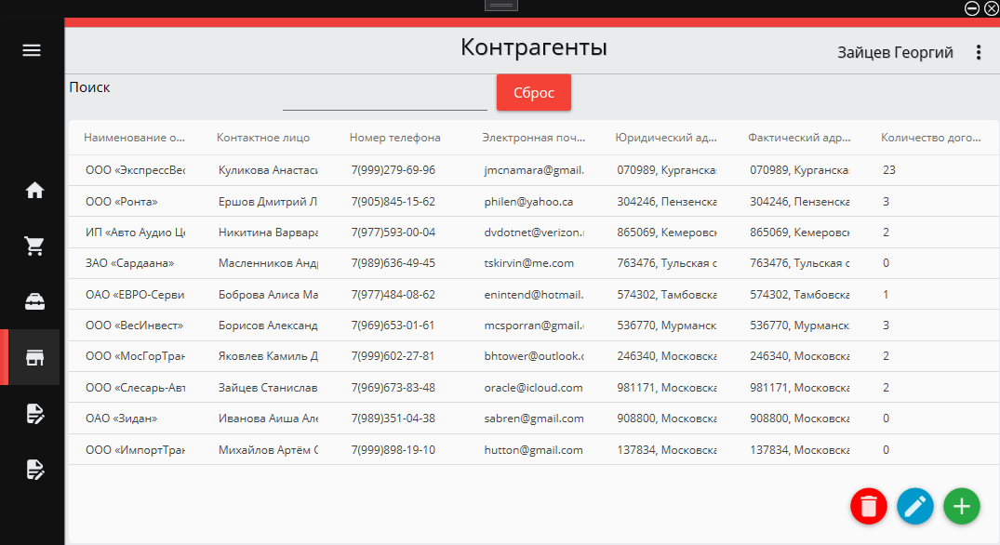 Контрагенты
Зайцев Георгий
Поиск
Сброс
Наименование о... Контактное лицо Номер телефона Электронная поч... Юридический ад... Фактический адр... Количество дого...
ООО «ЭкспрессВес Куликова Анастаси 7(999)279-69-96 jmcnamara@gmail. 070989, Курганска 070989, Курганска 23
ООО «Ронта» Ершов Дмитрий Л 7(905)845-15-62 philen@yahoo.ca 304246, Пензенска 304246, Пензенска 3
ИП «Авто Аудио Це Никитина Варвара 7(977)593-00-04 dvdotnet@verizon. 865069, Кемеровск 865069, Кемеровск 2
ЗАО «Сардаана» Масленников Анд 7(989)636-49-45 tskirvin@me.com 763476, Тульская о 763476, Тульская о 0
ОАО «ЕВРО-Серви Боброва Алиса Ма 7(977)484-08-62 enintend@hotmail. 574302, Тамбовска 574302, Тамбовска 1
ООО «ВесИнвест» Борисов Александ 7(969)653-01-61 mcsporran@gmail. 536770, Мурманск 536770, Мурманск 3
ООО «МосГорТран Яковлев Камиль Д 7(999)602-27-81 bhtower@outlook.c 246340, Московска 246340, Московска 2
ООО «Слесарь-Авт Зайцев Станислав 7(969)673-83-48 oracle@icloud.com 981171, Московска 981171, Московска 2
ОАО «Зидан» Иванова Аиша Але 7(989)351-04-38 sabren@gmail.com 908800, Московска 908800, Московска 0
ООО «ИмпортТран Михайлов Артём С 7(999)898-19-10 hutton@gmail.com 137834, Московска 137834, Московска 0